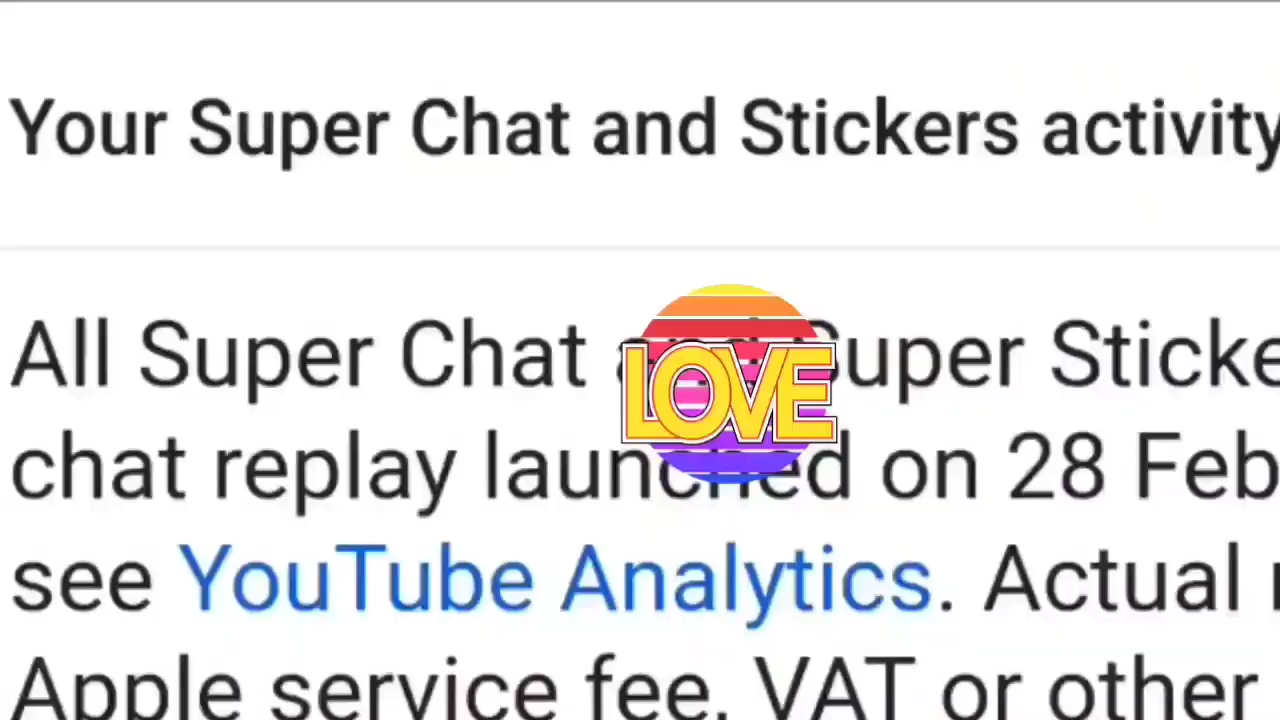 Your Super Chat and Stickers activity
All Super Chat and Super Sticke
chat replay launched on 28 Feb
see YouTube Analytics. Actual
Apple service fee, VAT or other
LOVE